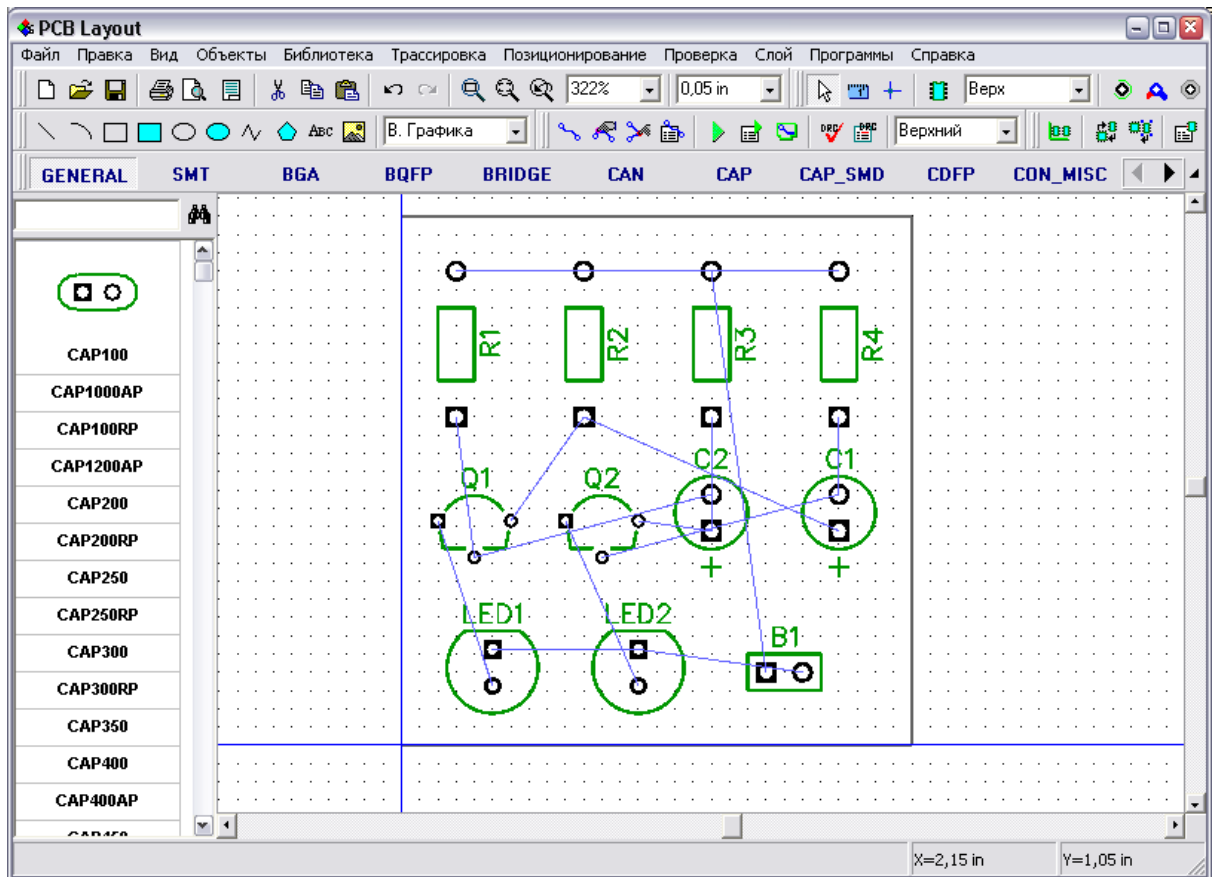 PCB Layout
Файл Правка Вид Объекты Библиотека Трассировка Позиционирование Проверка Слой Программы Справка
322% 0,05 in Верх
ABC В. Графика DRC DRC Верхний
GENERAL SMT BGA BQFP BRIDGE CAN CAP CAP_SMD CDFP CON_MISC
CAP100
CAP1000AP
CAP100RP
CAP1200AP
CAP200
CAP200RP
CAP250
CAP250RP
CAP300
CAP300RP
CAP350
CAP400
CAP400AP
R1 R2 R3 R4
Q1 Q2 C2 C1
+ +
LED1 LED2 B1
X=2,15 in Y=1,05 in